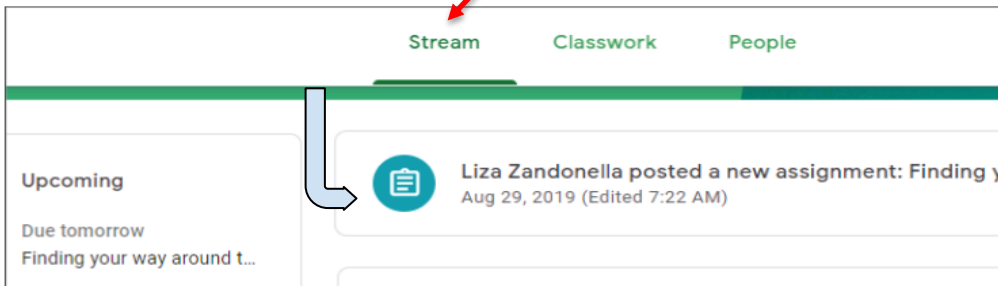 Stream Classwork People
Upcoming
Due tomorrow
Finding your way around t...
Liza Zandonella posted a new assignment: Finding
Aug 29, 2019 (Edited 7:22 AM)